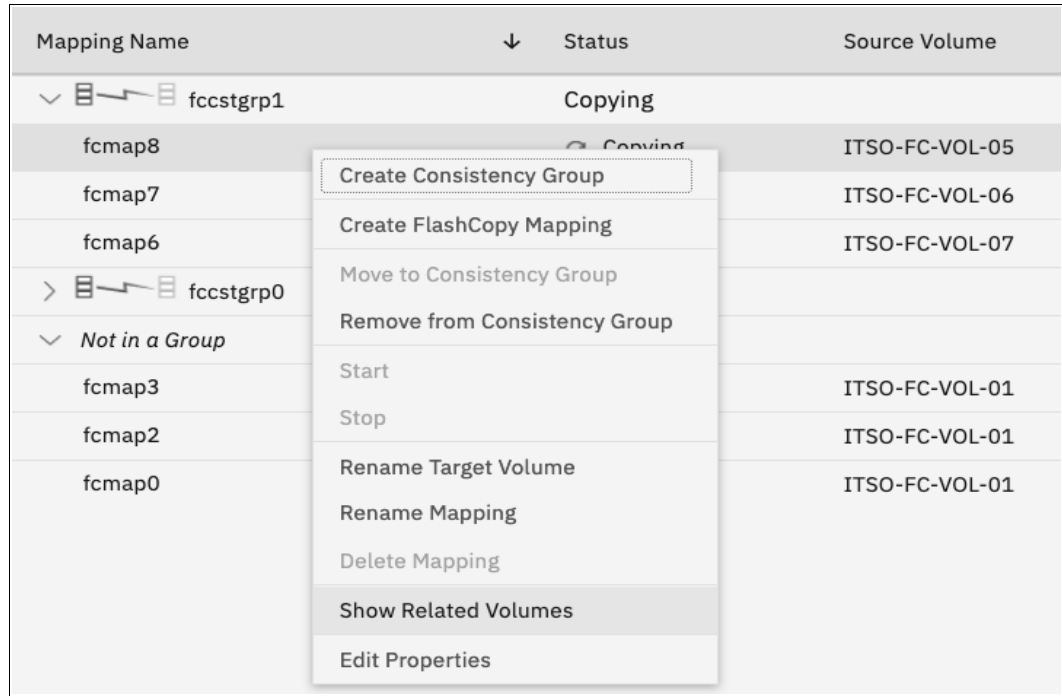 Mapping Name ↓ Status Source Volume
fccstgrp1 Copying
fcmap8 Copying ITSO-FC-VOL-05
Create Consistency Group
fcmap7 ITSO-FC-VOL-06
Create FlashCopy Mapping
fcmap6 ITSO-FC-VOL-07
Move to Consistency Group
fccstgrp0
Remove from Consistency Group
Not in a Group
Start
fcmap3 ITSO-FC-VOL-01
Stop
fcmap2 ITSO-FC-VOL-01
Rename Target Volume
fcmap0 ITSO-FC-VOL-01
Rename Mapping
Delete Mapping
Show Related Volumes
Edit Properties